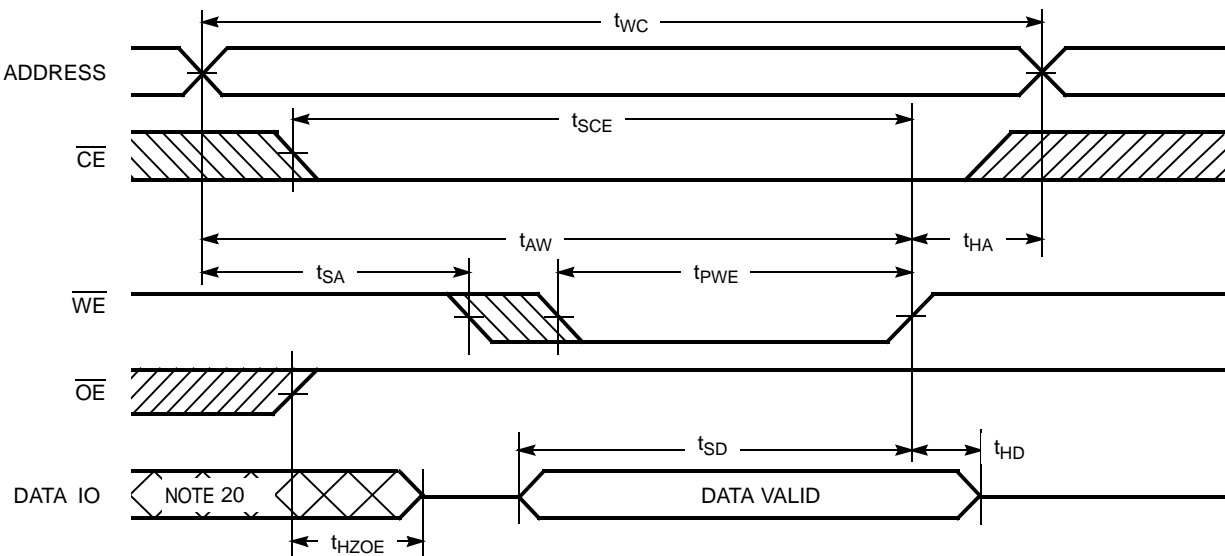 tWC
ADDRESS
tSCE
CE
tAW
tHA
tSA
tPWE
WE
OE
tSD
tHD
DATA IO
NOTE 20
DATA VALID
tHZOE